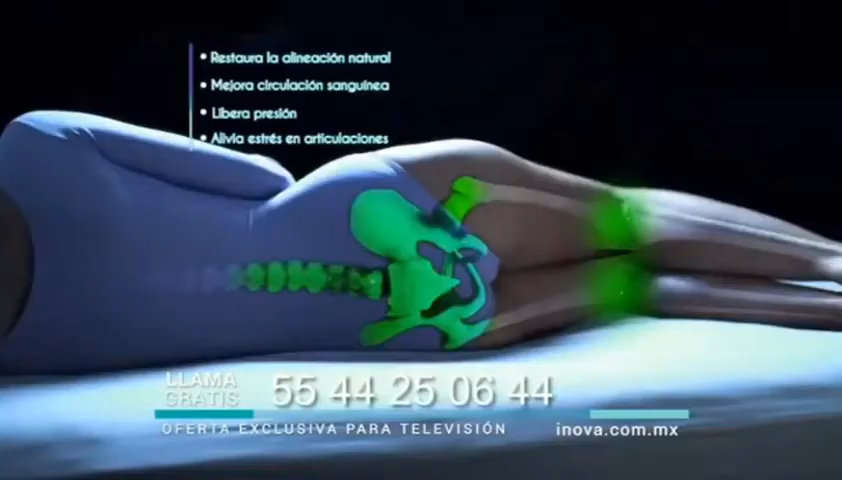 • Restaura la alineación natural
• Mejora circulación sanguínea
• Libera presión
• Alivia estrés en articulaciones
LLAMA
GRATIS
55 44 25 06 44
OFERTA EXCLUSIVA PARA TELEVISIÓN
inova.com.mx